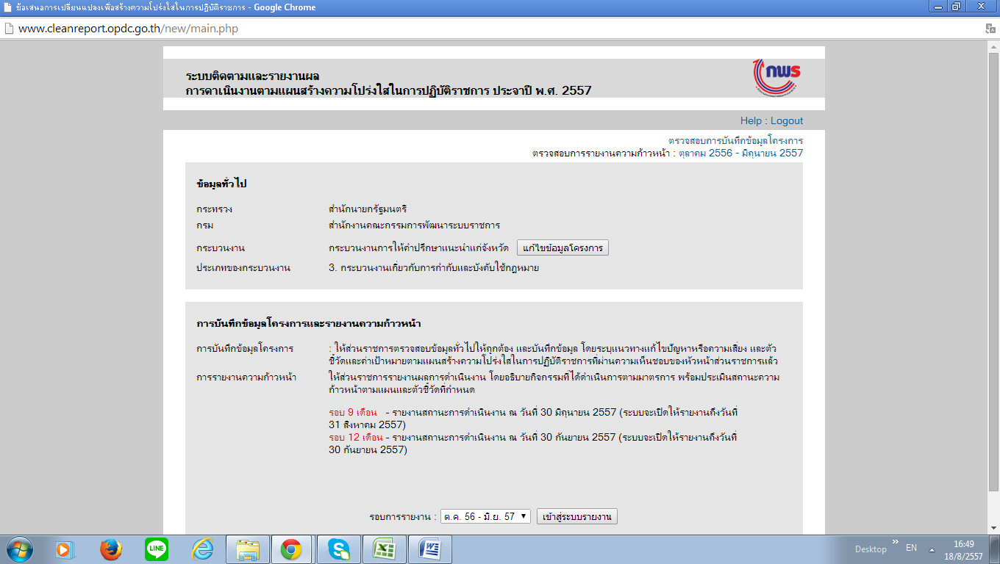 ข้อเสนอการเปลี่ยนแปลงเพื่อสร้างความโปร่งใสในการปฏิบัติราชการ - Google Chrome
www.cleanreport.opdc.go.th/new/main.php
ระบบติดตามและรายงานผล
การดาเนินงานตามแผนสร้างความโปร่งใสในการปฏิบัติราชการ ประจาปี พ.ศ. 2557
กพร
Help : Logout
ตรวจสอบการบันทึกข้อมูลโครงการ
ตรวจสอบการรายงานความก้าวหน้า : ตุลาคม 2556 - มิถุนายน 2557
ข้อมูลทั่วไป
กระทรวง สำนักนายกรัฐมนตรี
กรม สำนักงานคณะกรรมการพัฒนาระบบราชการ
กระบวนงาน กระบวนงานการให้คำปรึกษาแนะนำแก่จังหวัด แก้ไขข้อมูลโครงการ
ประเภทของกระบวนงาน 3. กระบวนงานเกี่ยวกับการกำกับและบังคับใช้กฎหมาย
การบันทึกข้อมูลโครงการและรายงานความก้าวหน้า
การบันทึกข้อมูลโครงการ : ให้ส่วนราชการตรวจสอบข้อมูลทั่วไปให้ถูกต้อง และบันทึกข้อมูล โดยระบุแนวทางแก้ไขปัญหาหรือความเสี่ยง และตัว
ชี้วัดและค่าเป้าหมายตามแผนสร้างความโปร่งใสในการปฏิบัติราชการที่ผ่านความเห็นชอบของหัวหน้าส่วนราชการแล้ว
การรายงานความก้าวหน้า ให้ส่วนราชการรายงานผลการดำเนินงาน โดยอธิบายกิจกรรมที่ได้ดำเนินการตามมาตรการ พร้อมประเมินสถานะความ
ก้าวหน้าตามแผนและตัวชี้วัดที่กำหนด
รอบ 9 เดือน - รายงานสถานะการดำเนินงาน ณ วันที่ 30 มิถุนายน 2557 (ระบบจะเปิดให้รายงานถึงวันที่
31 สิงหาคม 2557)
รอบ 12 เดือน - รายงานสถานะการดำเนินงาน ณ วันที่ 30 กันยายน 2557 (ระบบจะเปิดให้รายงานถึงวันที่
30 กันยายน 2557)
รอบการรายงาน : ต.ค. 56 - มิ.ย. 57 เข้าสู่ระบบรายงาน
LINE
Desktop EN 16:49
18/8/2557